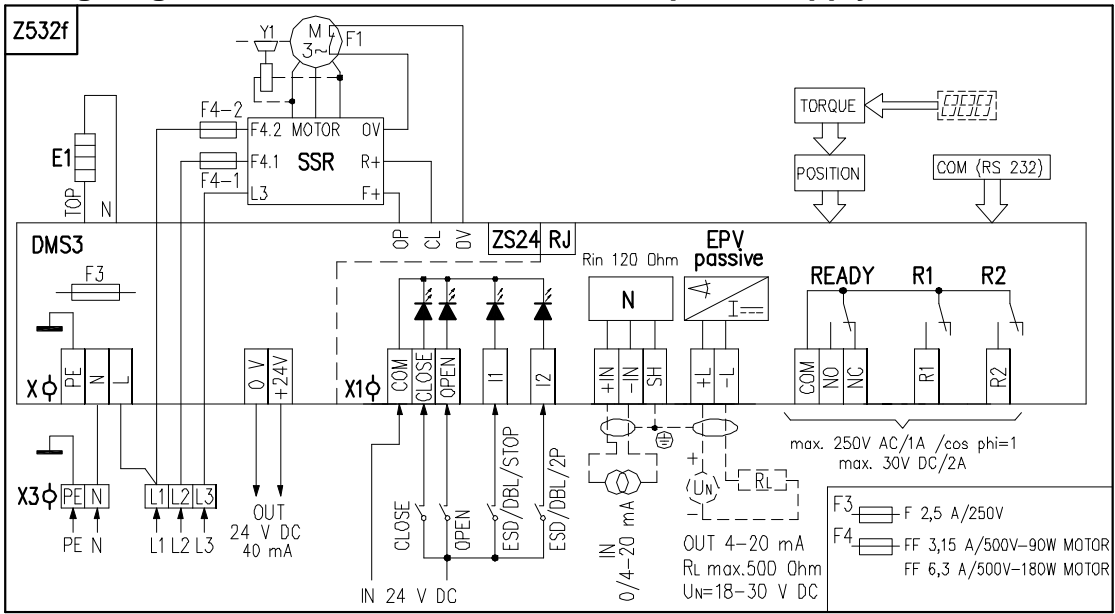 Z532f
Y1
M
3~
F1
F4-2
F4.2 MOTOR 0V
F4.1 SSR R+
F4-1
L3 F+
E1
TOP
N
TORQUE
POSITION
COM (RS 232)
DMS3
OP
CL
0V
ZS24 RJ
EPV
passive
Rin 120 Ohm
F3
N
I
READY R1 R2
X
PE
N
L
0 V
+24V
X1
COM
CLOSE
OPEN
I1
I2
+IN
-IN
SH
+L
-L
COM
NO
NC
R1
R2
max. 250V AC/1A /cos phi=1
max. 30V DC/2A
X3
PE N
L1 L2 L3
PE N
L1 L2 L3
OUT
24 V DC
40 mA
CLOSE
OPEN
ESD/DBL/STOP
ESD/DBL/2P
IN 24 V DC
IN
0/4-20 mA
+
UN
-
RL
OUT 4-20 mA
RL max.500 Ohm
UN=18-30 V DC
F3 F 2,5 A/250V
F4 FF 3,15 A/500V-90W MOTOR
FF 6,3 A/500V-180W MOTOR